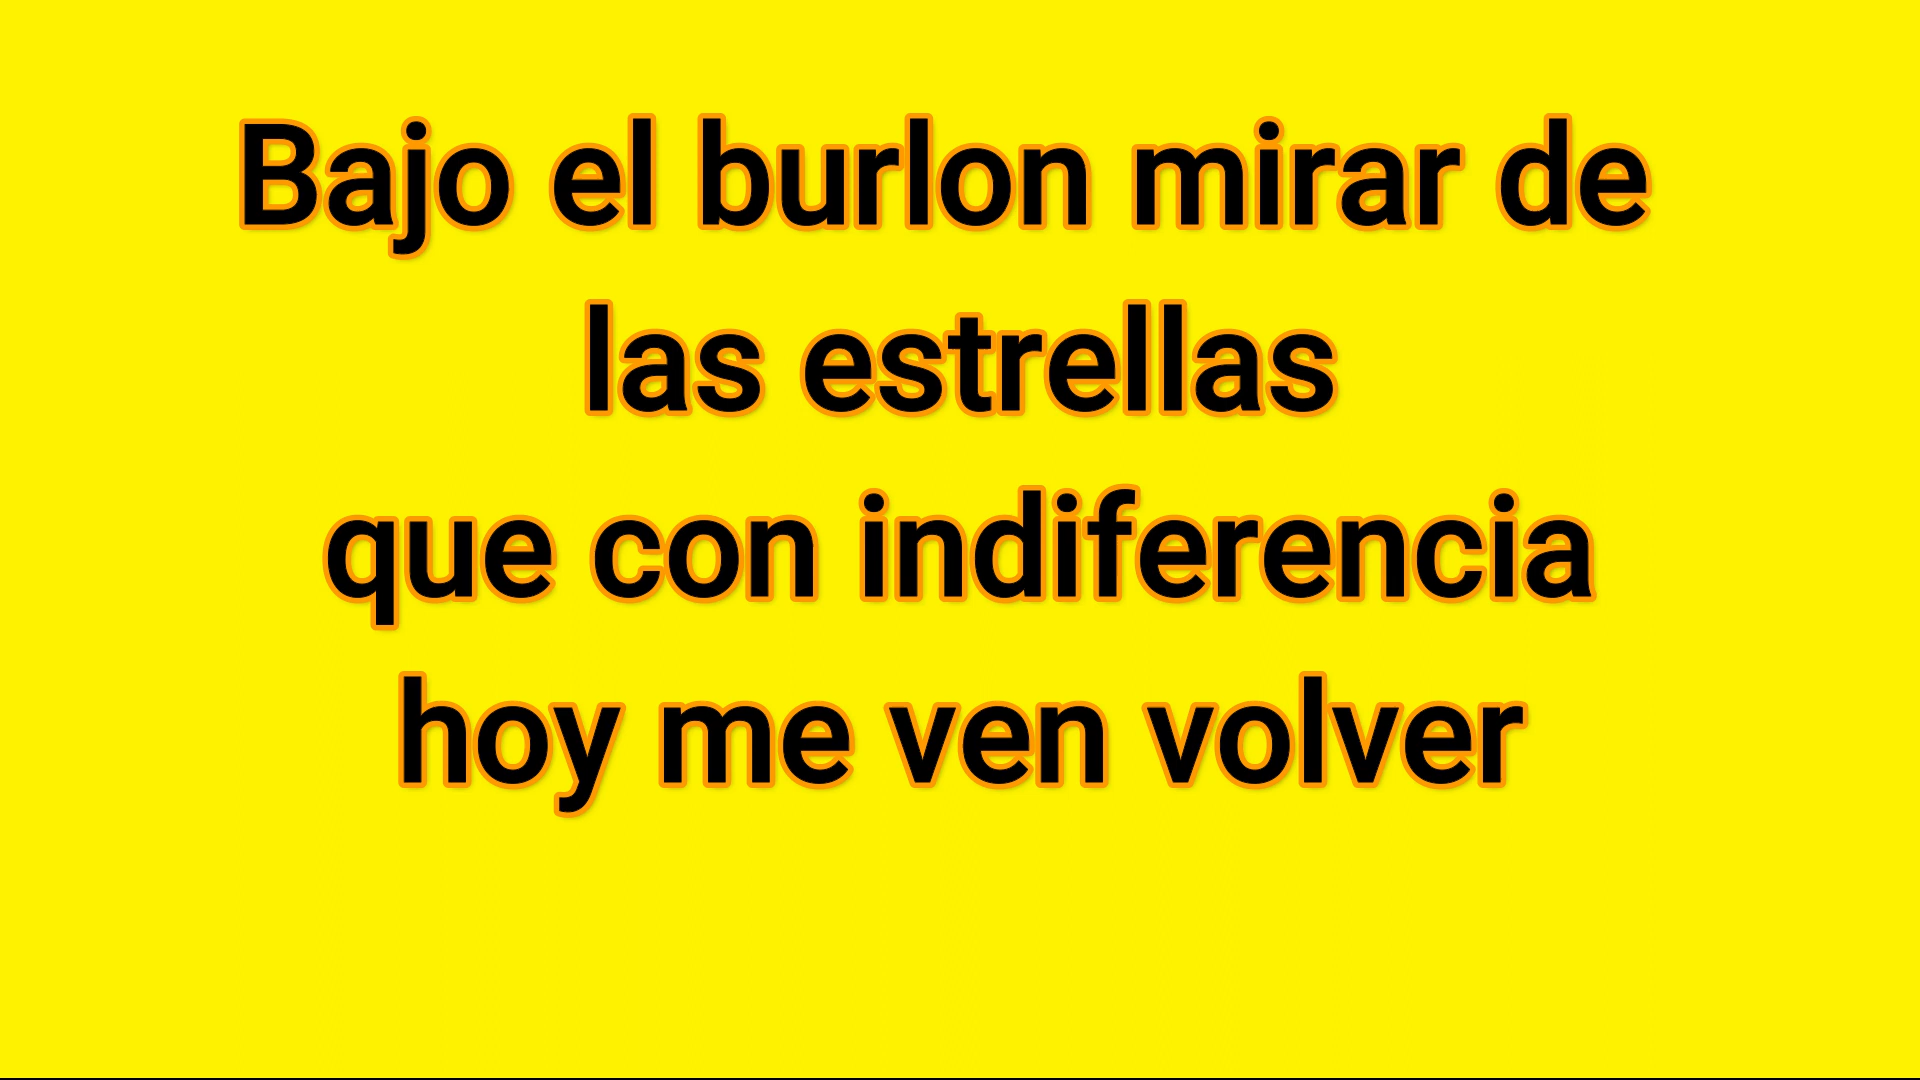 Bajo el burlon mirar de
las estrellas
que con indiferencia
hoy me ven volver